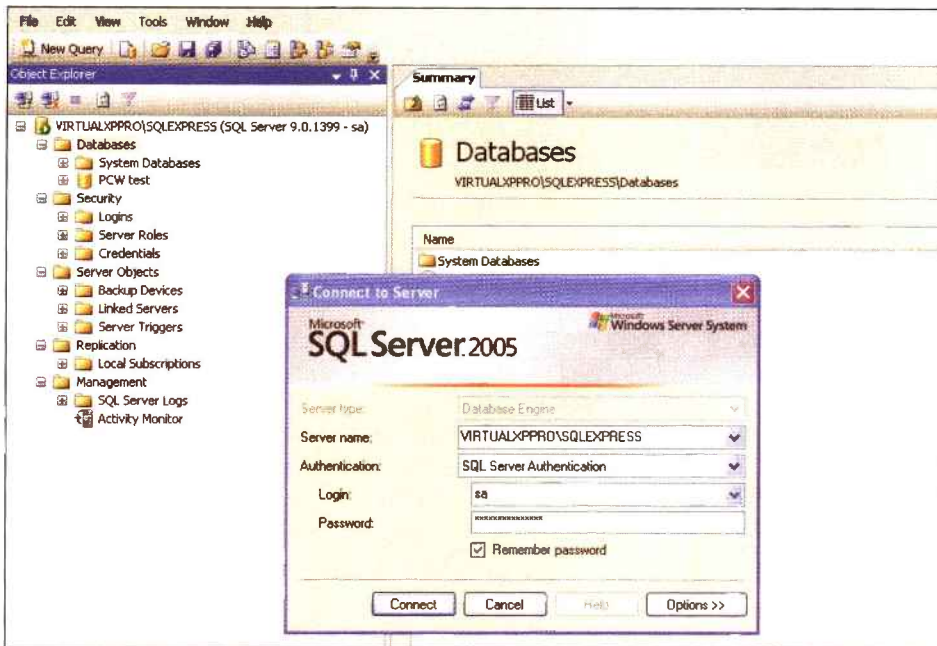 File Edit View Tools Window Help
New Query
Object Explorer
VIRTUALXPPRO\SQLEXPRESS (SQL Server 9.0.1399 - sa)
Databases
System Databases
PCW test
Security
Logins
Server Roles
Credentials
Server Objects
Backup Devices
Linked Servers
Server Triggers
Replication
Local Subscriptions
Management
SQL Server Logs
Activity Monitor
Summary
List
Databases
VIRTUALXPPRO\SQLEXPRESS\Databases
Name
System Databases
Connect to Server
Microsoft
SQL Server 2005
Microsoft
Windows Server System
Server type: Database Engine
Server name: VIRTUALXPPRO\SQLEXPRESS
Authentication: SQL Server Authentication
Login: sa
Password: ***************
Remember password
Connect Cancel Help Options >>